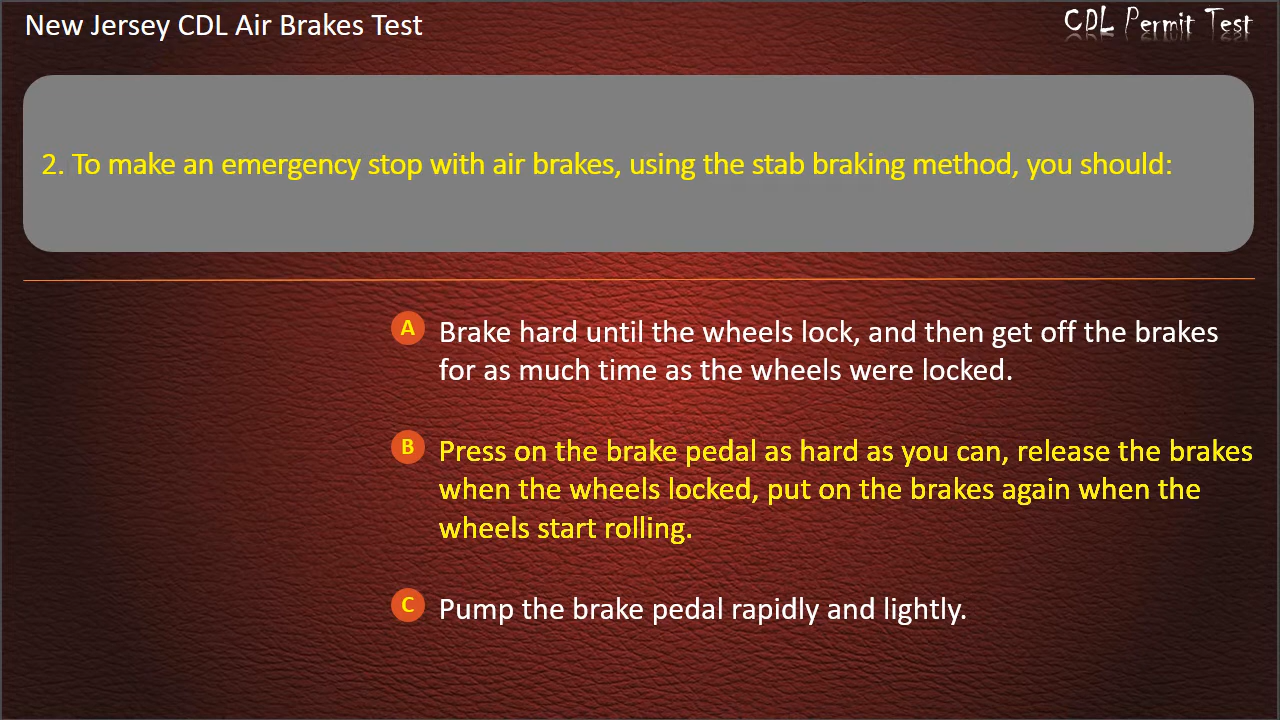 New Jersey CDL Air Brakes Test
CDL Permit Test
2. To make an emergency stop with air brakes, using the stab braking method, you should:
A Brake hard until the wheels lock, and then get off the brakes
for as much time as the wheels were locked.
B Press on the brake pedal as hard as you can, release the brakes
when the wheels locked, put on the brakes again when the
wheels start rolling.
C Pump the brake pedal rapidly and lightly.